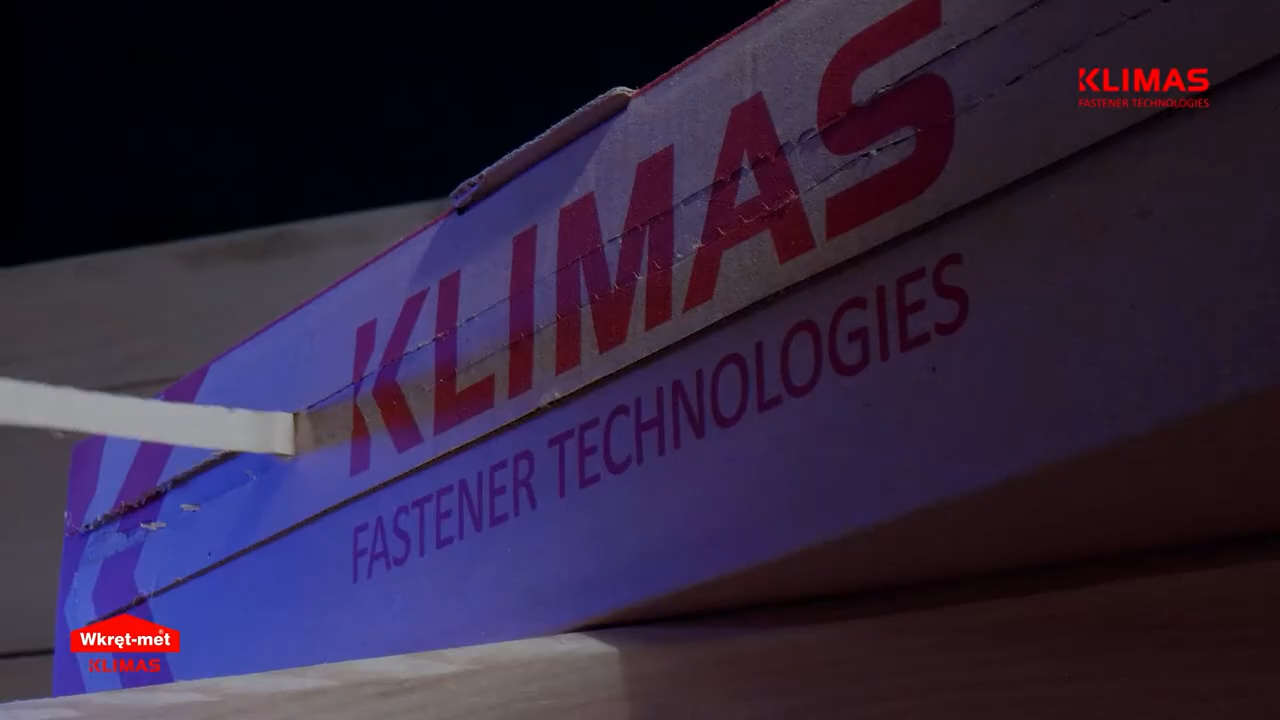 KLIMAS
FASTENER TECHNOLOGIES
KLIMAS
FASTENER TECHNOLOGIES
Wkręt-met®
KLIMAS